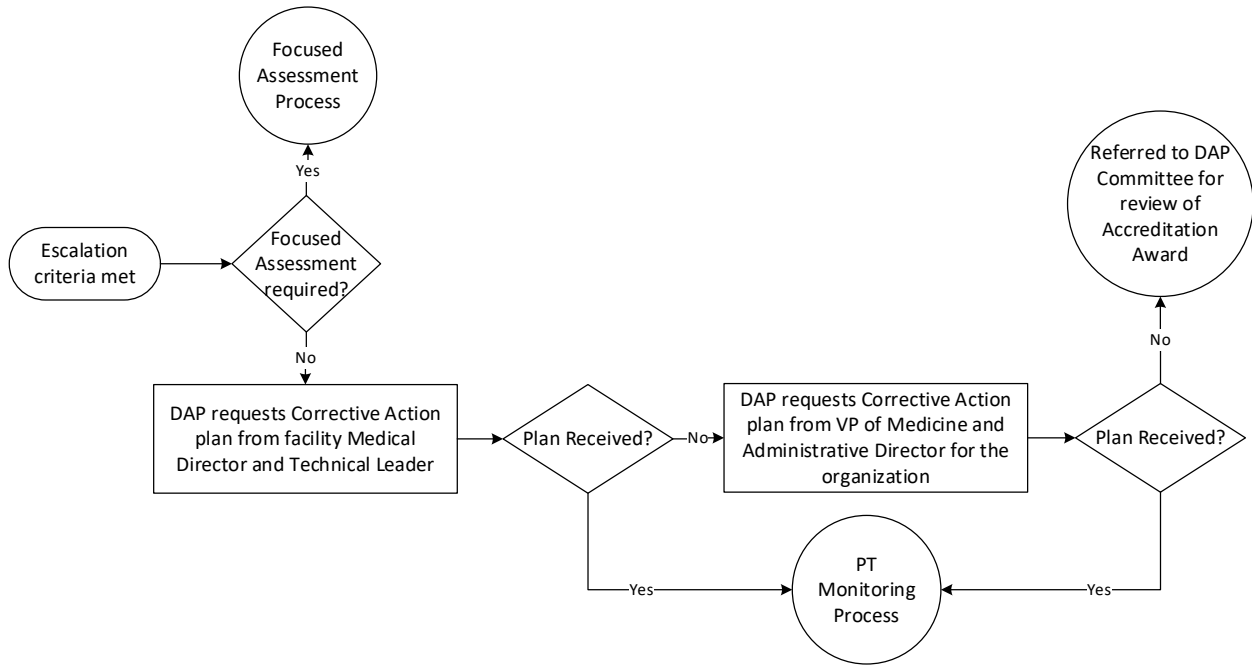 Focused
Assessment
Process
Yes
Escalation
criteria met
Focused
Assessment
required?
No
DAP requests Corrective Action
plan from facility Medical
Director and Technical Leader
Plan Received?
No
DAP requests Corrective Action
plan from VP of Medicine and
Administrative Director for the
organization
Plan Received?
No
Referred to DAP
Committee for
review of
Accreditation
Award
Yes
PT
Monitoring
Process
Yes